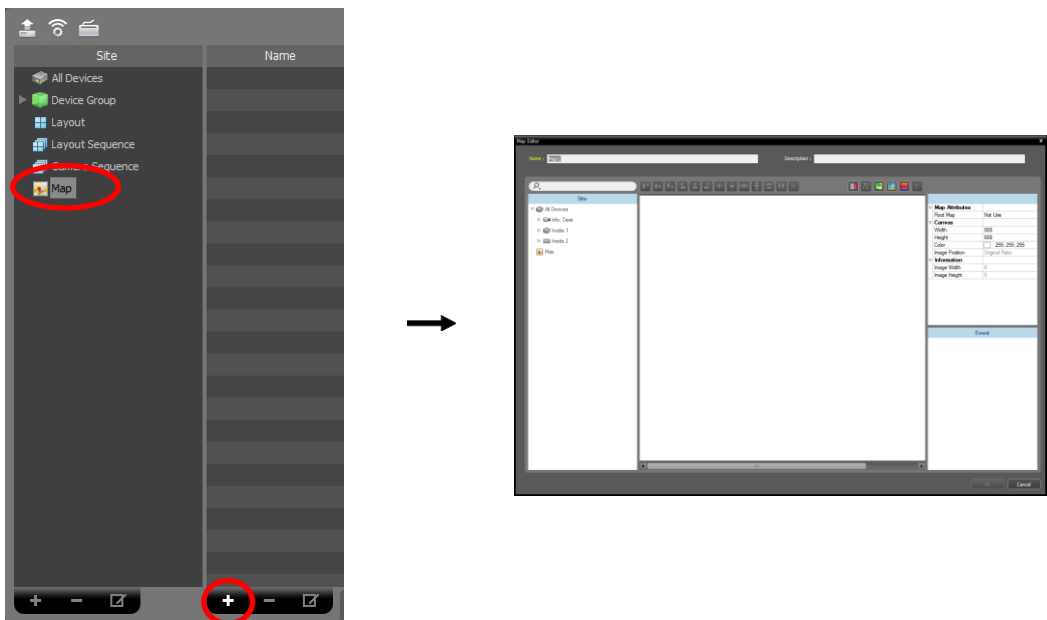 Site
Name
All Devices
Device Group
Layout
Layout Sequence
Camera Sequence
Map
Map Editor
Name :
Description :
Site
All Devices
Info. Desk
Inside 1
Inside 2
Map
Map Attributes
Root Map Not Use
Canvas
Width 800
Height 600
Color 255; 255; 255
Image Position Original Ratio
Information
Image Width 0
Image Height 0
Event
Cancel